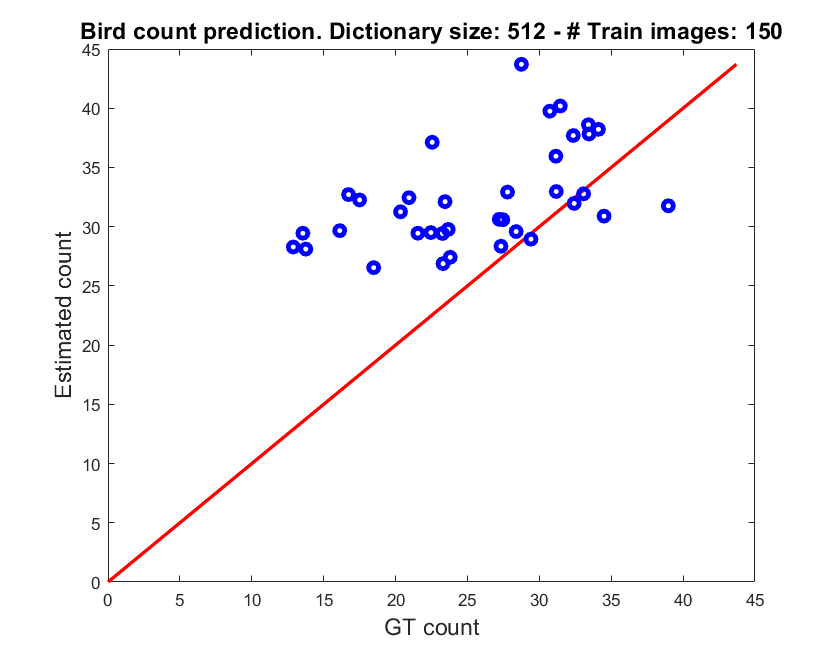 Bird count prediction. Dictionary size: 512 - # Train images: 150
45
40
35
30
25
20
15
10
5
0
Estimated count
0 5 10 15 20 25 30 35 40 45
GT count